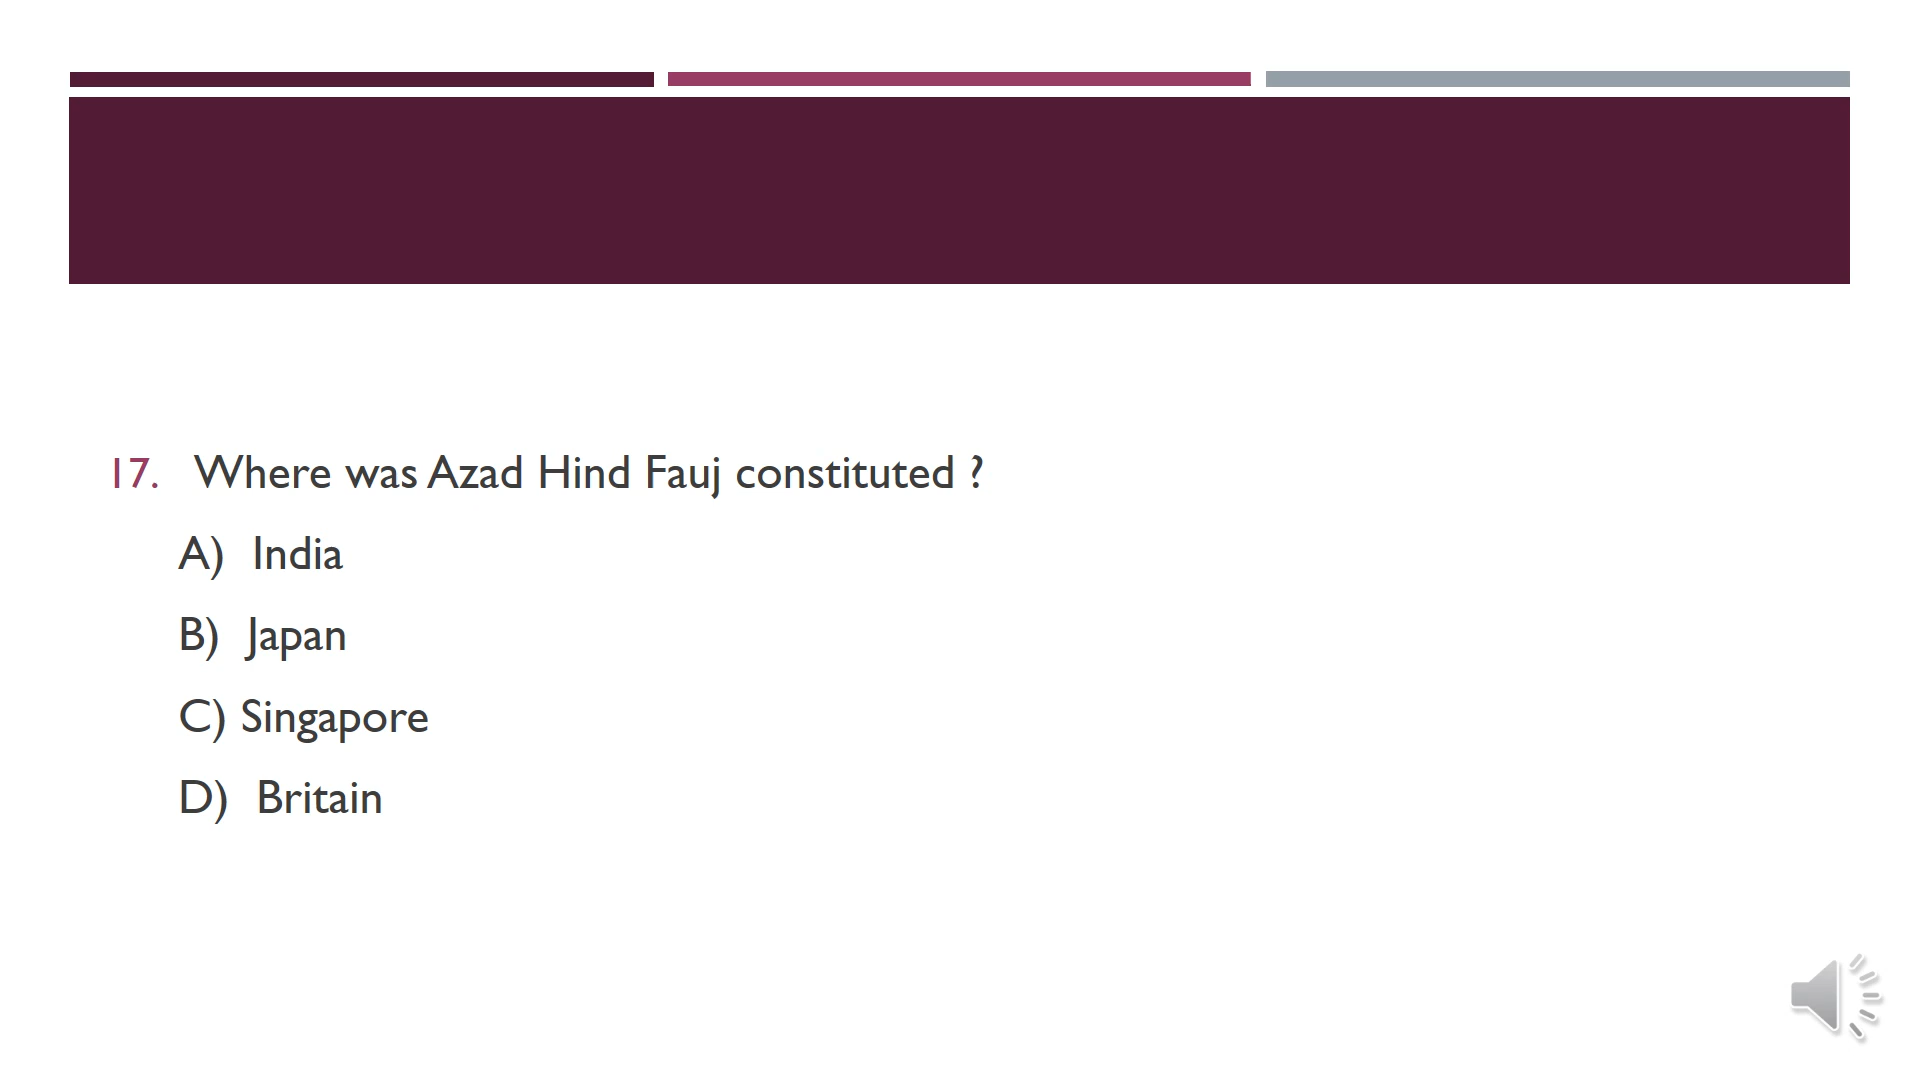 17. Where was Azad Hind Fauj constituted ?
A) India
B) Japan
C) Singapore
D) Britain